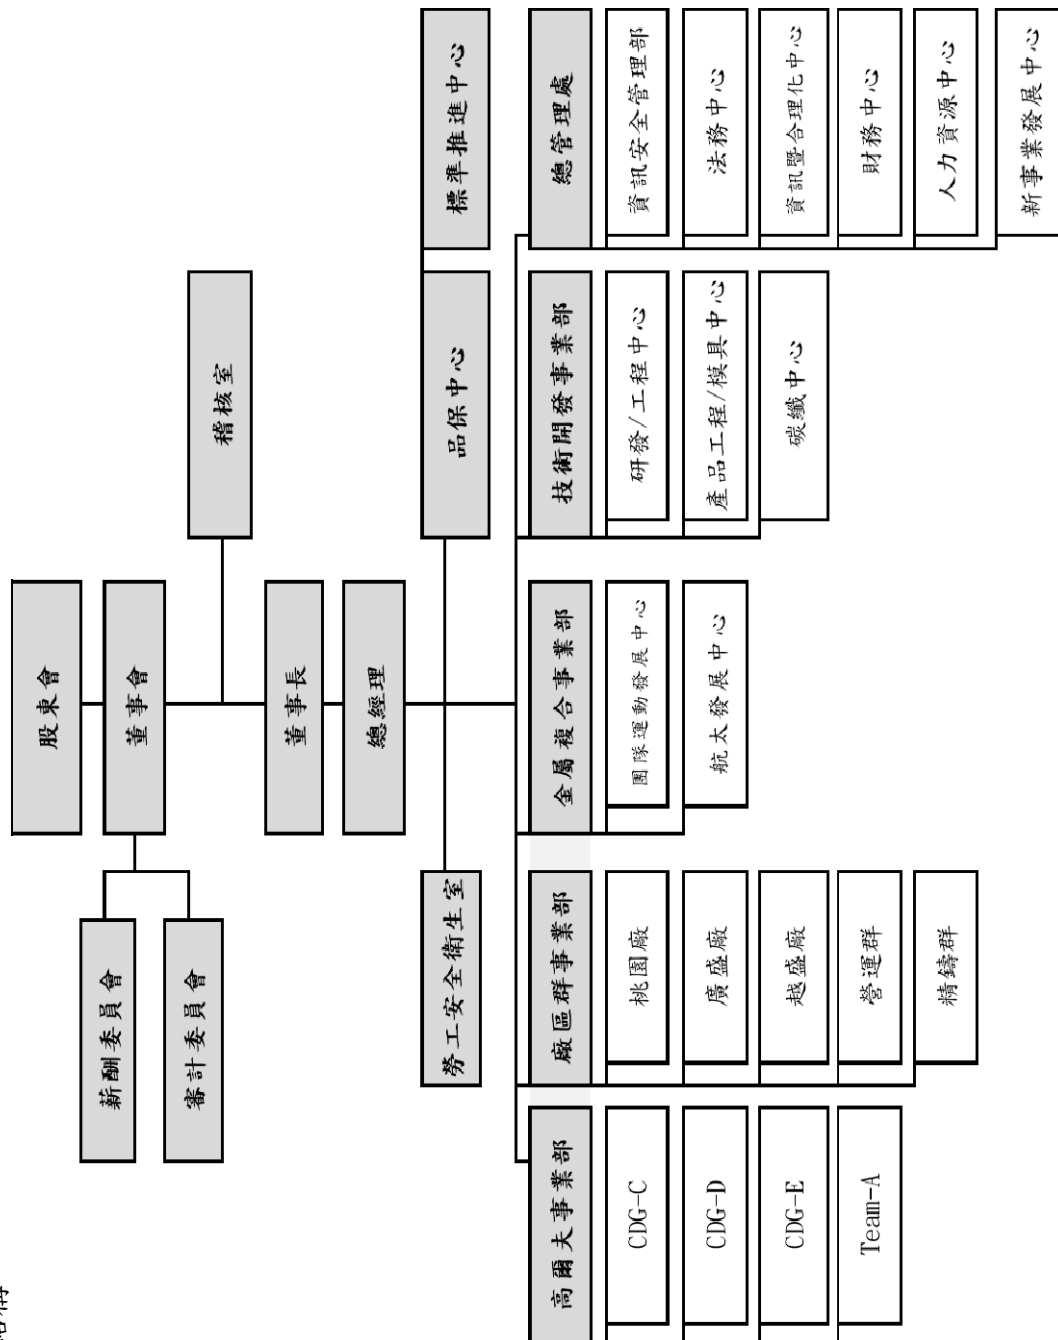 股東會
董事會
薪酬委員會
審計委員會
稽核室
董事長
總經理
勞工安全衛生室
品保中心
標準推進中心
高爾夫事業部
CDG-C
CDG-D
CDG-E
Team-A
廠區群事業部
桃園廠
廣盛廠
越盛廠
營運群
精鑄群
金屬複合事業部
團隊運動發展中心
航太發展中心
技術開發事業部
研發/工程中心
產品工程/模具中心
碳纖中心
總管理處
資訊安全管理部
法務中心
資訊暨合理化中心
財務中心
人力資源中心
新事業發展中心